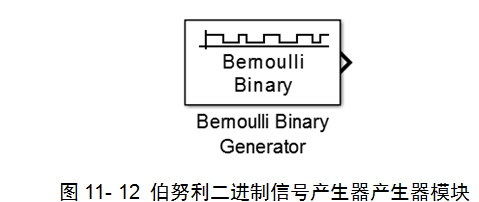 Bernoulli
Binary
Bernoulli Binary
Generator
图 11- 12 伯努利二进制信号产生器产生器模块